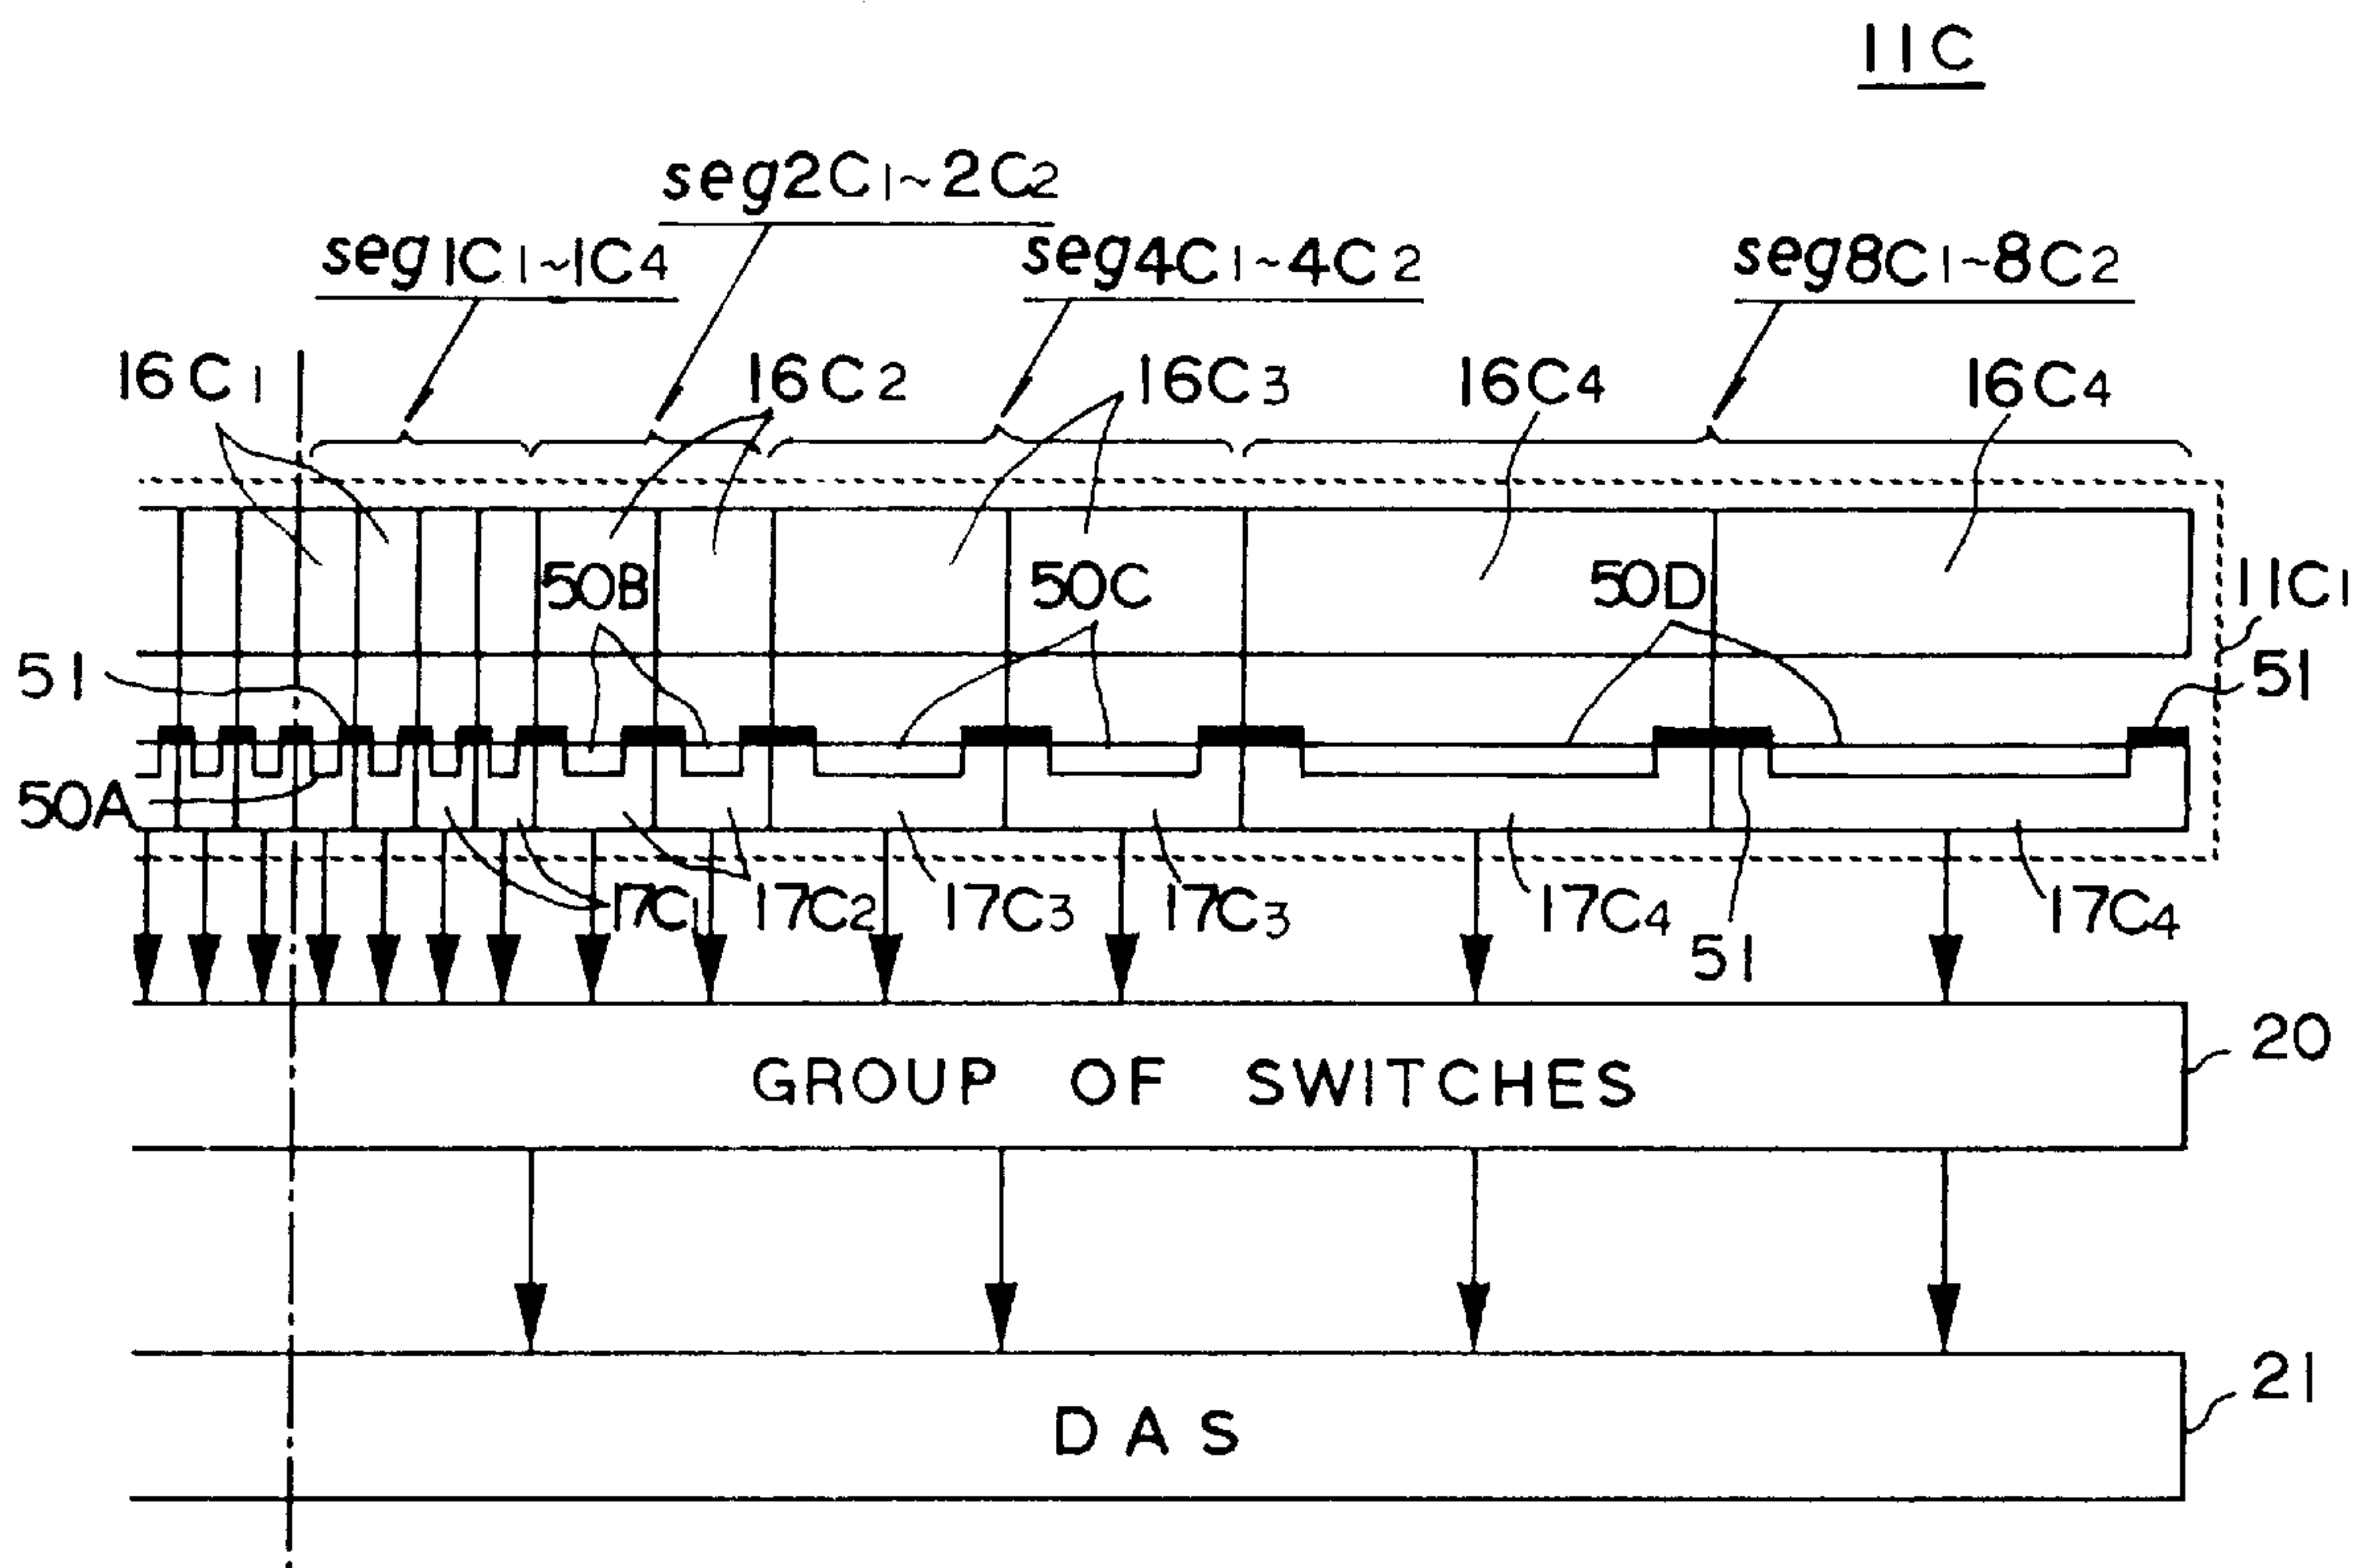 11C
seg2C1~2C2
seg1C1~1C4
seg4C1~4C2
seg8C1~8C2
16C1
16C2
16C3
16C4
16C4
50B
50C
50D
11C1
51
51
50A
17C1
17C2
17C3
17C3
17C4
51
17C4
GROUP OF SWITCHES
20
DAS
21